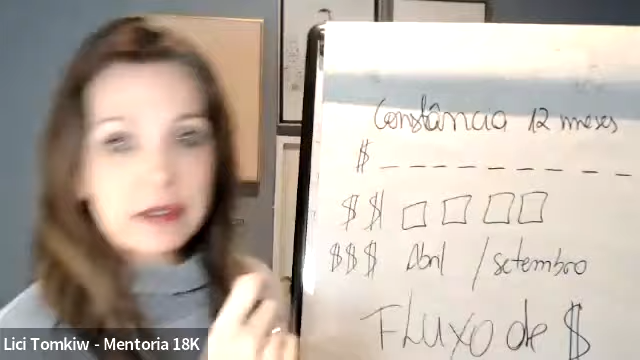 Constância 12 meses
$ _ _ _ _ _ _ _ _ _
$$
$$$ Abril / setembro
Fluxo de $
Lici Tomkiw - Mentoria 18K